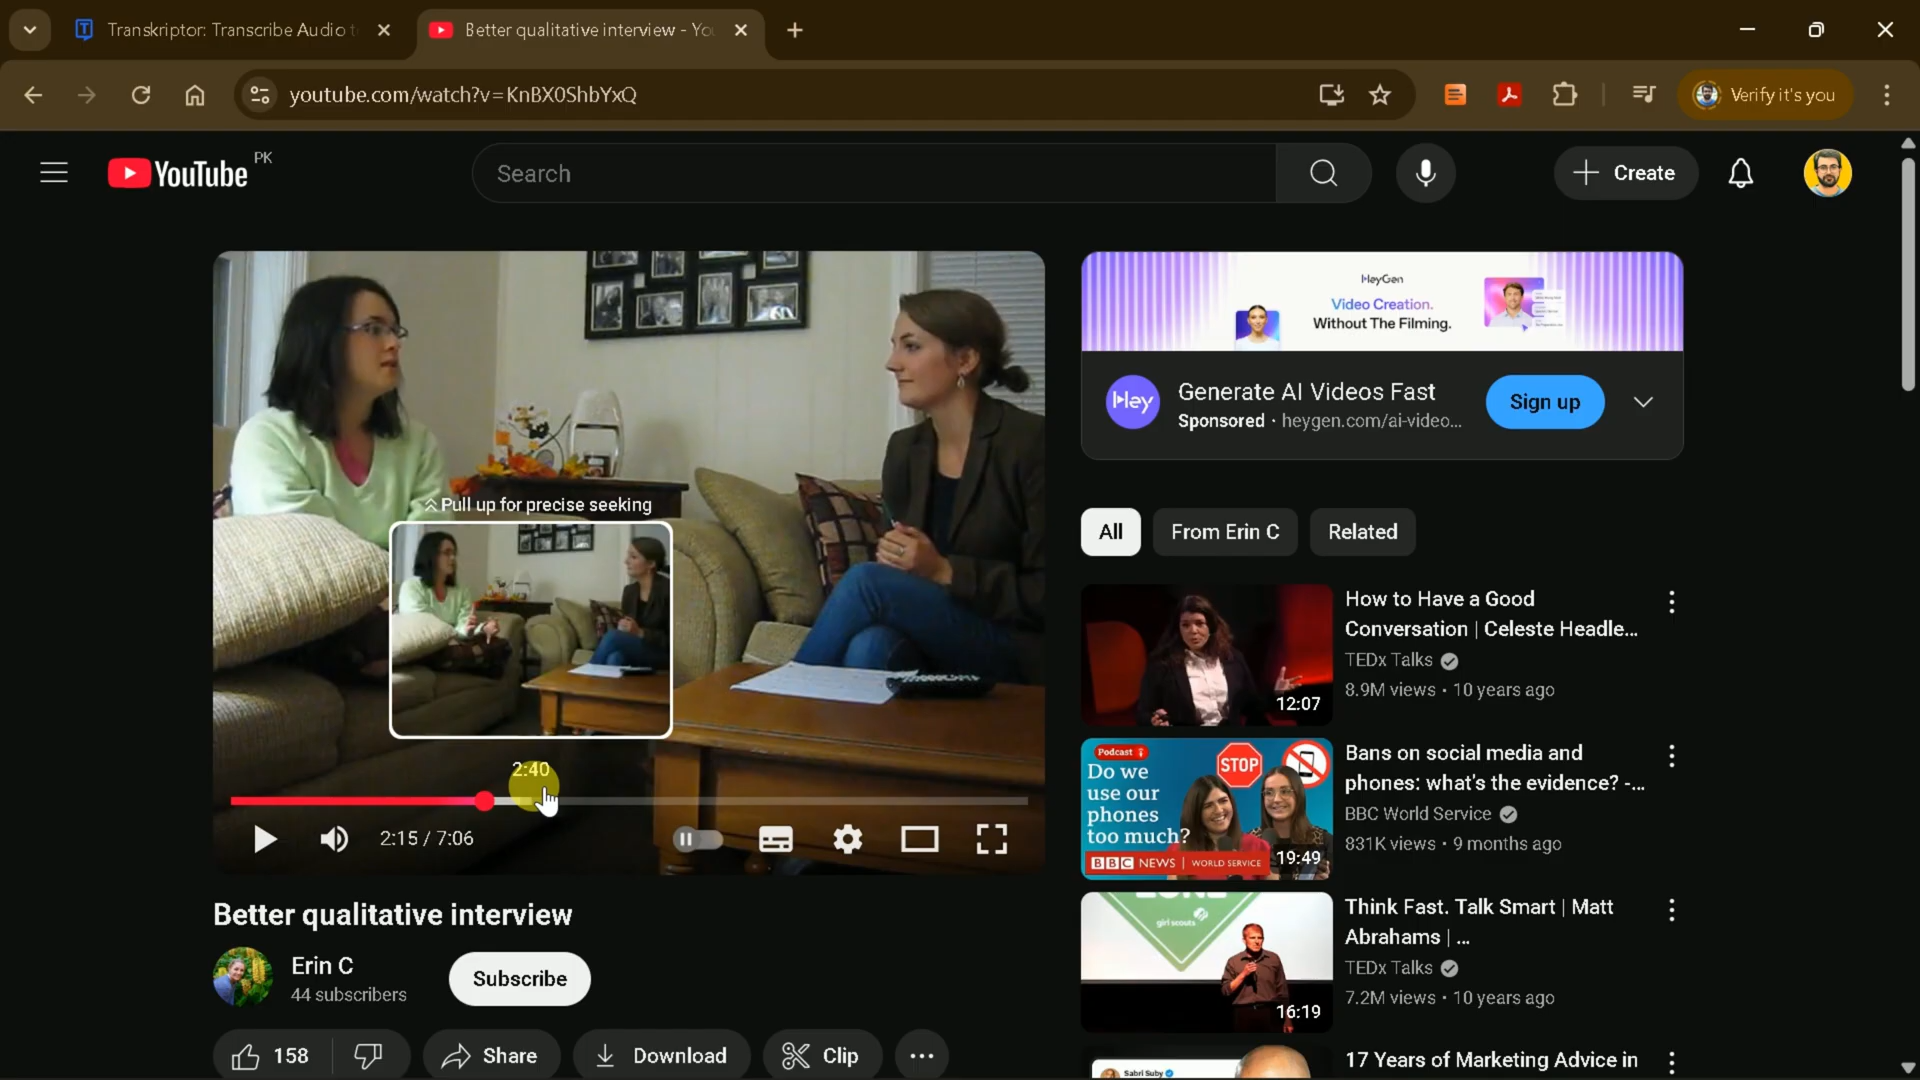 Transkriptor: Transcribe Audio t
Better qualitative interview - Yo
youtube.com/watch?v=KnBX0ShbYxQ
Verify it's you
YouTube PK
Search
Create
HeyGen
Video Creation.
Without The Filming.
Hey
Generate AI Videos Fast
Sponsored · heygen.com/ai-video...
Sign up
Pull up for precise seeking
2:40
2:15 / 7:06
All
From Erin C
Related
How to Have a Good
Conversation | Celeste Headle...
TEDx Talks
8.9M views • 10 years ago
12:07
Podcast
Do we
use our
phones
too much?
STOP
BBC NEWS | WORLD SERVICE
19:49
Bans on social media and
phones: what's the evidence? -...
BBC World Service
831K views • 9 months ago
girl scouts
16:19
Think Fast. Talk Smart | Matt
Abrahams | ...
TEDx Talks
7.2M views • 10 years ago
Sabri Suby
17 Years of Marketing Advice in
Better qualitative interview
Erin C
44 subscribers
Subscribe
158
Share
Download
Clip